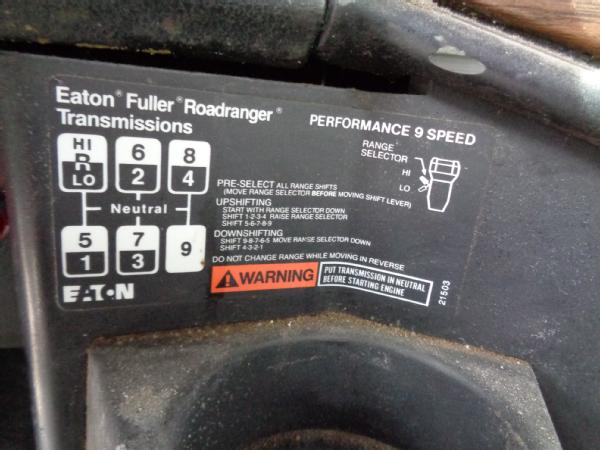 Eaton® Fuller® Roadranger®
Transmissions
PERFORMANCE 9 SPEED
HI
R
LO
6
2
8
4
Neutral
5
1
7
3
9
EATON
RANGE
SELECTOR
HI
LO
PRE-SELECT ALL RANGE SHIFTS
(MOVE RANGE SELECTOR BEFORE MOVING SHIFT LEVER)
UPSHIFTING
START WITH RANGE SELECTOR DOWN
SHIFT 1-2-3-4 RAISE RANGE SELECTOR
SHIFT 5-6-7-8-9
DOWNSHIFTING
SHIFT 9-8-7-6-5 MOVE RANGE SELECTOR DOWN
SHIFT 4-3-2-1
DO NOT CHANGE RANGE WHILE MOVING IN REVERSE
WARNING
PUT TRANSMISSION IN NEUTRAL
BEFORE STARTING ENGINE
21503